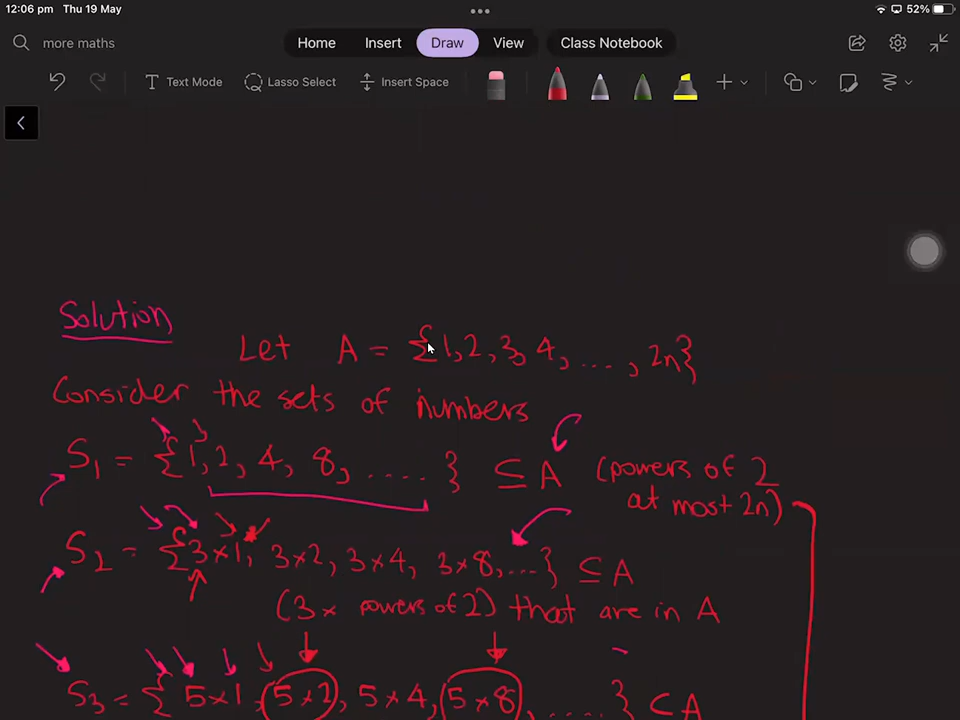 12:06 pm Thu 19 May
52%
more maths
Home Insert Draw View Class Notebook
Text Mode Lasso Select Insert Space
Solution
Let A = {1, 2, 3, 4, ..., 2n}
Consider the sets of numbers
S₁ = {1, 2, 4, 8, .....} ⊆ A (powers of 2
at most 2n)
S₂ = {3×1, 3×2, 3×4, 3×8, ...} ⊆ A
(3× powers of 2) that are in A
S₃ = {5×1, 5×2, 5×4, 5×8, .....} ⊆ A